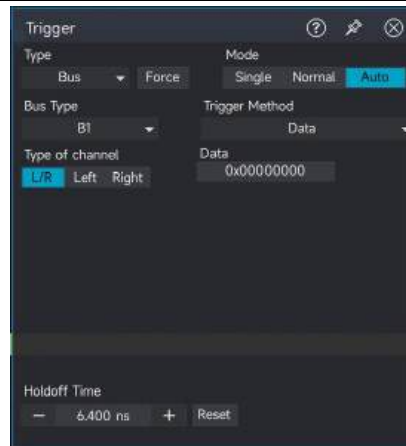 Trigger
Type Mode
Bus Force Single Normal Auto
Bus Type Trigger Method
B1 Data
Type of channel Data
L/R Left Right 0x00000000
Holdoff Time
− 6.400 ns + Reset